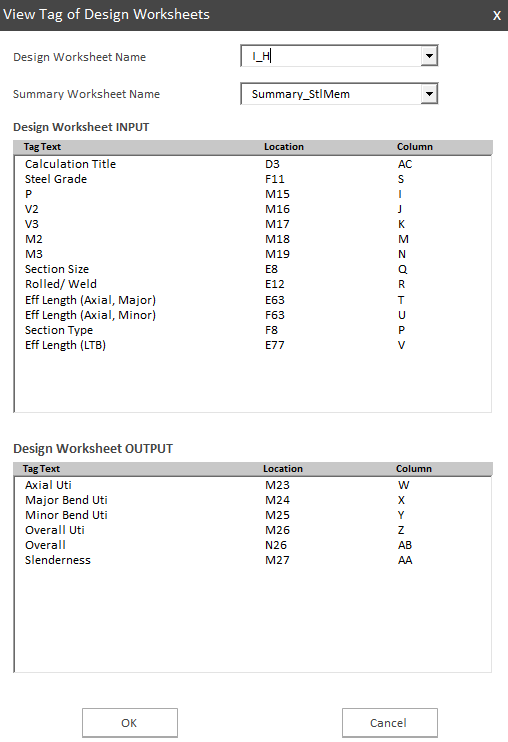 View Tag of Design Worksheets X
Design Worksheet Name I_H
Summary Worksheet Name Summary_StlMem
Design Worksheet INPUT
Tag Text Location Column
Calculation Title D3 AC
Steel Grade F11 S
P M15 I
V2 M16 J
V3 M17 K
M2 M18 M
M3 M19 N
Section Size E8 Q
Rolled/ Weld E12 R
Eff Length (Axial, Major) E63 T
Eff Length (Axial, Minor) F63 U
Section Type F8 P
Eff Length (LTB) E77 V
Design Worksheet OUTPUT
Tag Text Location Column
Axial Uti M23 W
Major Bend Uti M24 X
Minor Bend Uti M25 Y
Overall Uti M26 Z
Overall N26 AB
Slenderness M27 AA
OK Cancel